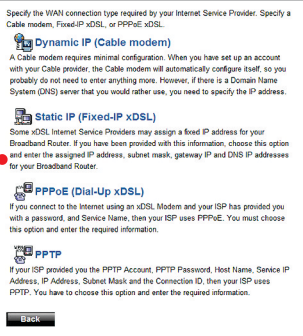 Specify the WAN connection type required by your Internet Service Provider. Specify a
Cable modem, Fixed-IP xDSL, or PPPoE xDSL.
Dynamic IP (Cable modem)
A Cable modem requires minimal configuration. When you have set up an account
with your Cable provider, the Cable modem will automatically configure itself, so you
probably do not need to enter anything more. However, if there is a Domain Name
System (DNS) server that you would rather use, you need to specify the IP address.
Static IP (Fixed-IP xDSL)
Some xDSL Internet Service Providers may assign a fixed IP address for your
Broadband Router. If you have been provided with this information, choose this option
and enter the assigned IP address, subnet mask, gateway IP and DNS IP addresses
for your Broadband Router.
PPPoE (Dial-Up xDSL)
If you connect to the Internet using an xDSL Modem and your ISP has provided you
with a password, and Service Name, then your ISP uses PPPoE. You must choose
this option and enter the required information.
PPTP
If your ISP provided you the PPTP Account, PPTP Password, Host Name, Service IP
Address, IP Address, Subnet Mask and the Connection ID, then your ISP uses
PPTP. You have to choose this option and enter the required information.
Back